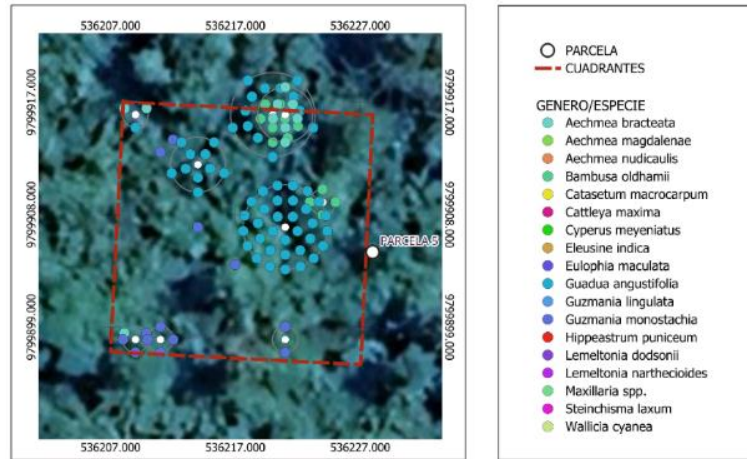 536207.000 536217.000 536227.000
9799917.000
9799908.000
9799899.000
9799917.000
9799908.000
9799899.000
PARCELA 5
536207.000 536217.000 536227.000
PARCELA
CUADRANTES
GENERO/ESPECIE
Aechmea bracteata
Aechmea magdalenae
Aechmea nudicaulis
Bambusa oldhamii
Catasetum macrocarpum
Cattleya maxima
Cyperus meyeniatus
Eleusine indica
Eulophia maculata
Guadua angustifolia
Guzmania lingulata
Guzmania monostachia
Hippeastrum puniceum
Lemeltonia dodsonii
Lemeltonia narthecioides
Maxillaria spp.
Steinchisma laxum
Wallicia cyanea